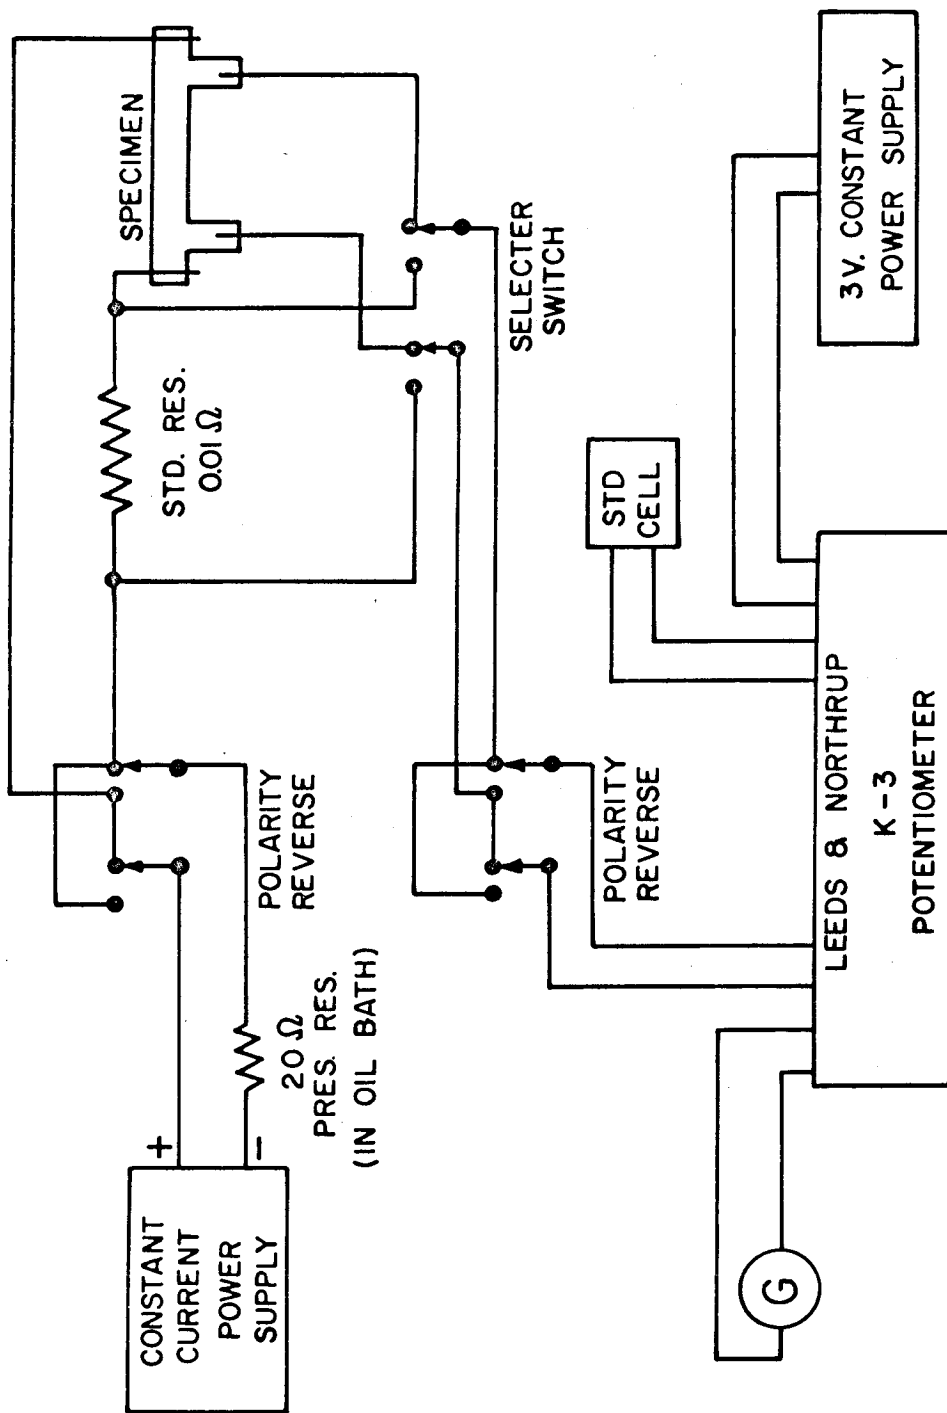 SPECIMEN
STD. RES.
0.01 Ω
CONSTANT
CURRENT
POWER
SUPPLY
+
−
20 Ω
PRES. RES.
(IN OIL BATH)
POLARITY
REVERSE
SELECTER
SWITCH
POLARITY
REVERSE
STD
CELL
G
LEEDS & NORTHRUP
K-3
POTENTIOMETER
3 V. CONSTANT
POWER SUPPLY